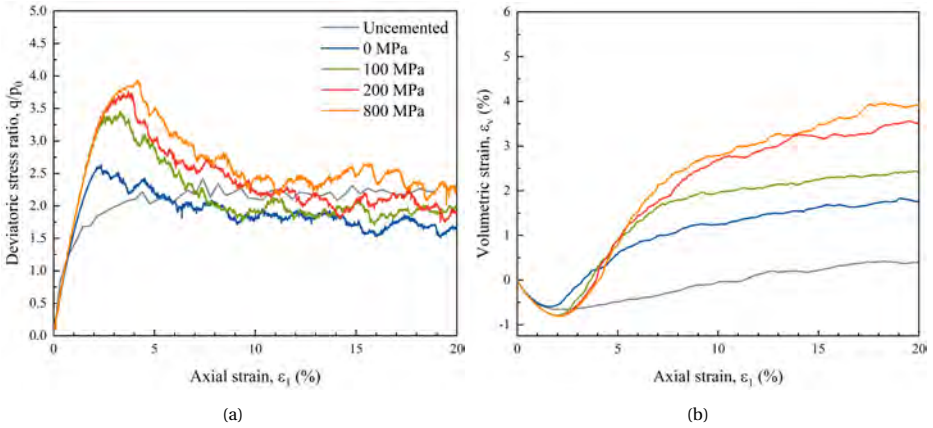 Deviatoric stress ratio, q/p₀
4.0
3.5
3.0
2.5
2.0
1.5
1.0
0.5
0.0
5.0
4.5
Uncemented
0 MPa
100 MPa
200 MPa
800 MPa
0
5
10
15
20
Axial strain, ε₁ (%)
(a)
Volumetric strain, εᵥ (%)
6
5
4
3
2
1
0
-1
0
5
10
15
20
Axial strain, ε₁ (%)
(b)